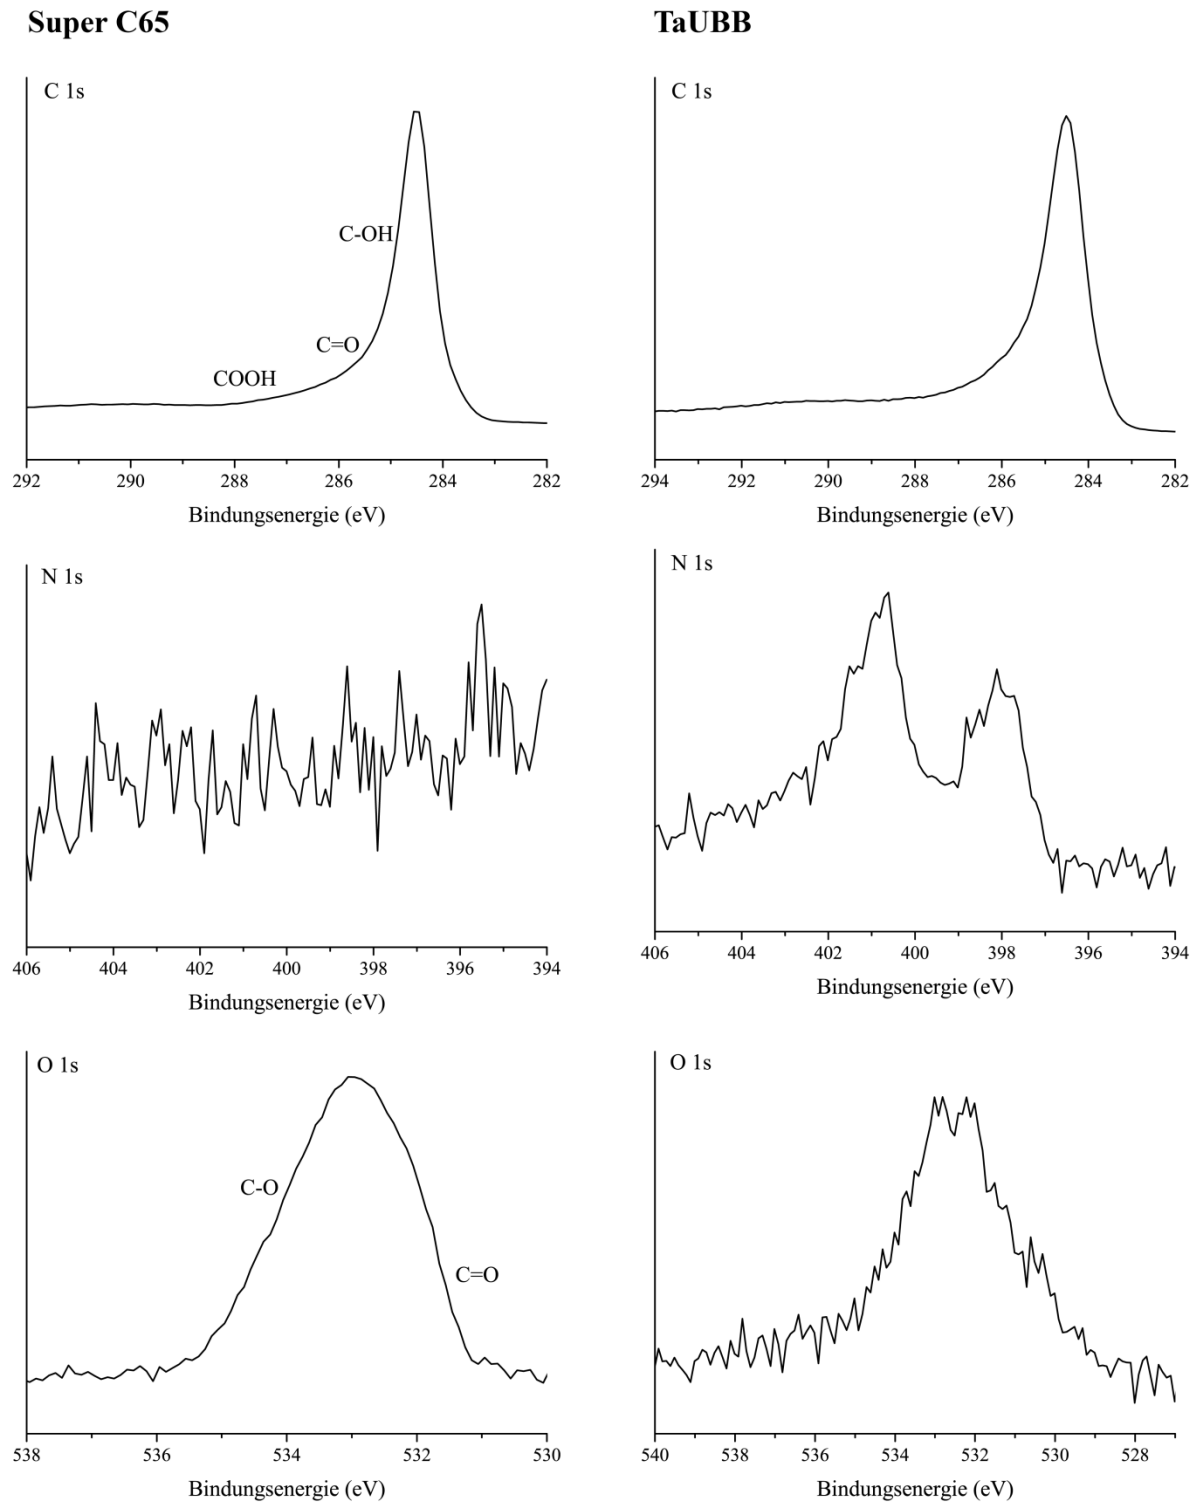 Super C65
TaUBB
C 1s
C-OH
C=O
COOH
292 290 288 286 284 282
Bindungsenergie (eV)
C 1s
294 292 290 288 286 284 282
Bindungsenergie (eV)
N 1s
406 404 402 400 398 396 394
Bindungsenergie (eV)
N 1s
406 404 402 400 398 396 394
Bindungsenergie (eV)
O 1s
C-O
C=O
538 536 534 532 530
Bindungsenergie (eV)
O 1s
540 538 536 534 532 530 528
Bindungsenergie (eV)